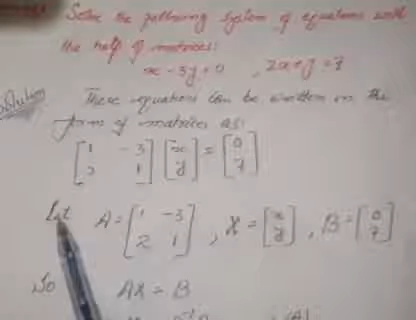 Solve the following system of equations with
the help of matrices:
x - 3y = 0 , 2x + y = 7
Solution
These equations can be written in the
form of matrices as:
[1 -3; 2 1] [x; y] = [0; 7]
Let A = [1 -3; 2 1] , X = [x; y] , B = [0; 7]
So AX = B